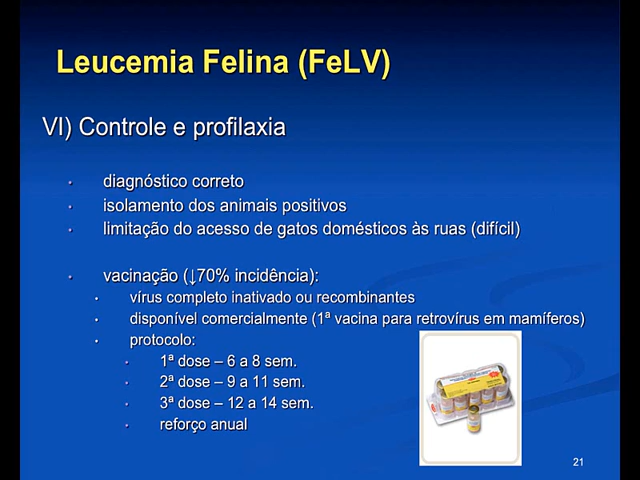 Leucemia Felina (FeLV)
VI) Controle e profilaxia
• diagnóstico correto
• isolamento dos animais positivos
• limitação do acesso de gatos domésticos às ruas (difícil)
• vacinação (↓70% incidência):
• vírus completo inativado ou recombinantes
• disponível comercialmente (1ª vacina para retrovírus em mamíferos)
• protocolo:
• 1ª dose – 6 a 8 sem.
• 2ª dose – 9 a 11 sem.
• 3ª dose – 12 a 14 sem.
• reforço anual
21